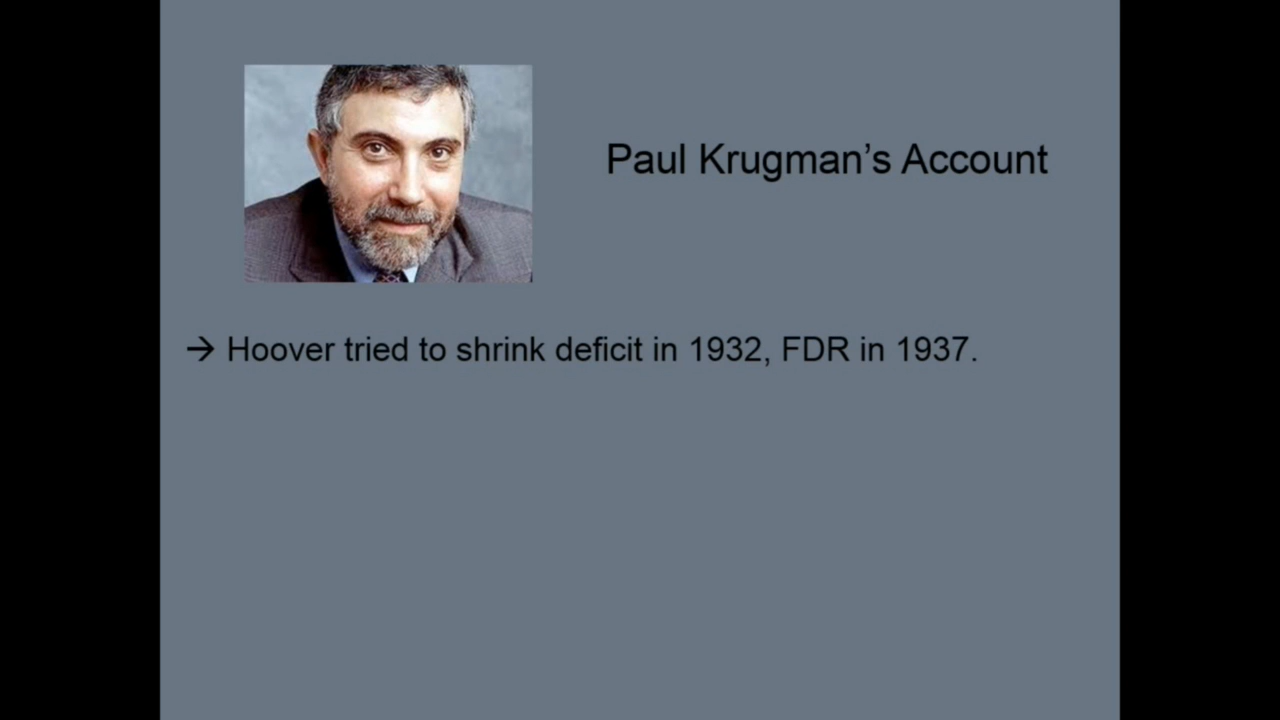 Paul Krugman’s Account
→ Hoover tried to shrink deficit in 1932, FDR in 1937.